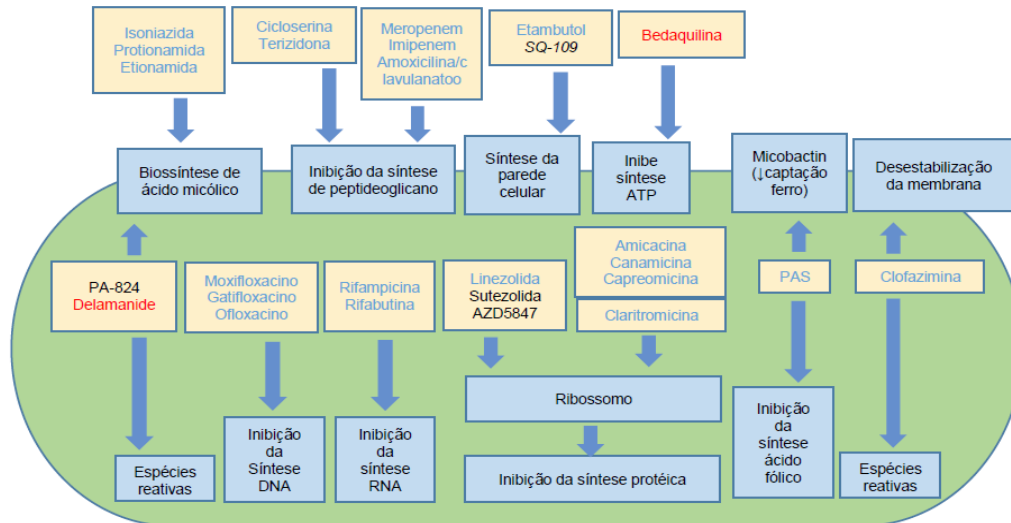 Isoniazida
Protionamida
Etionamida
Cicloserina
Terizidona
Meropenem
Imipenem
Amoxicilina/c
lavulanatoo
Etambutol
SQ-109
Bedaquilina
Biossíntese de
ácido micólico
Inibição da síntese
de peptideoglicano
Síntese da
parede
celular
Inibe
síntese
ATP
Micobactin
(↓captação
ferro)
Desestabilização
da membrana
PA-824
Delamanide
Moxifloxacino
Gatifloxacino
Ofloxacino
Rifampicina
Rifabutina
Linezolida
Sutezolida
AZD5847
Amicacina
Canamicina
Capreomicina
Claritromicina
PAS
Clofazimina
Espécies
reativas
Inibição
da
Síntese
DNA
Inibição
da
síntese
RNA
Ribossomo
Inibição da síntese protéica
Inibição
da
síntese
ácido
fólico
Espécies
reativas